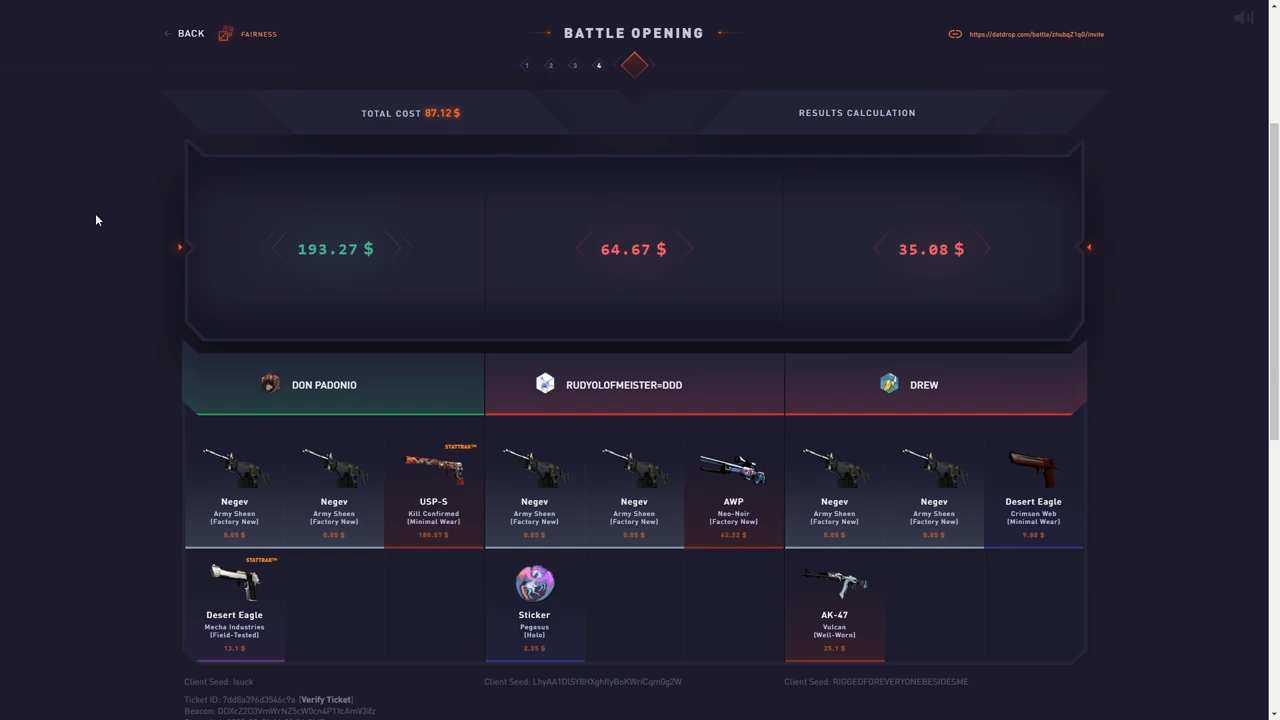 BACK
FAIRNESS
BATTLE OPENING
https://datdrop.com/battle/zhubqZ1qG/invite
1 2 3 4
TOTAL COST 87.12 $
RESULTS CALCULATION
193.27 $
64.67 $
35.08 $
DON PADONIO
RUDYOLOFMEISTER=DDD
DREW
STATTRAK™
Negev
Army Sheen
(Factory New)
0.05 $
Negev
Army Sheen
(Factory New)
0.05 $
USP-S
Kill Confirmed
(Minimal Wear)
180.07 $
Negev
Army Sheen
(Factory New)
0.05 $
Negev
Army Sheen
(Factory New)
0.05 $
AWP
Neo-Noir
(Factory New)
62.22 $
Negev
Army Sheen
(Factory New)
0.05 $
Negev
Army Sheen
(Factory New)
0.05 $
Desert Eagle
Crimson Web
(Minimal Wear)
9.88 $
STATTRAK™
Desert Eagle
Mecha Industries
(Field-Tested)
13.1 $
Sticker
Pegasus
(Holo)
2.35 $
AK-47
Vulcan
(Well-Worn)
25.1 $
Client Seed: Isuck
Client Seed: RIGGEDFOREVERYONEBESIDESME
Ticket ID: 7dd8a396d3546c9a [Verify Ticket]